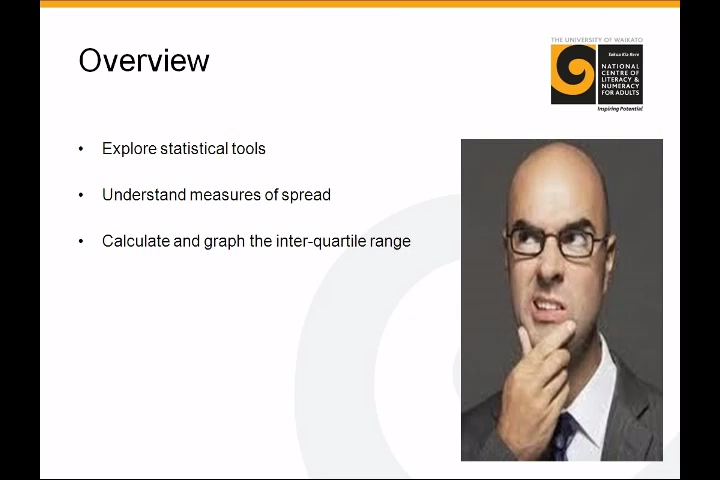 Overview
THE UNIVERSITY OF WAIKATO
NATIONAL
CENTRE OF
LITERACY &
NUMERACY
FOR ADULTS
Inspiring Potential
• Explore statistical tools
• Understand measures of spread
• Calculate and graph the inter-quartile range